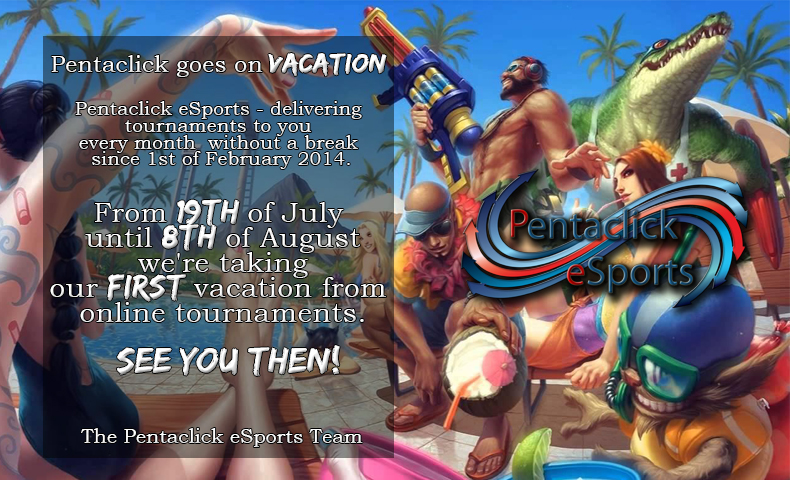 Pentaclick goes on VACATION
Pentaclick eSports - delivering
tournaments to you
every month, without a break
since 1st of February 2014.
From 19TH of July
until 8TH of August
we're taking
our FIRST vacation from
online tournaments.
SEE YOU THEN!
The Pentaclick eSports Team
Pentaclick
eSports